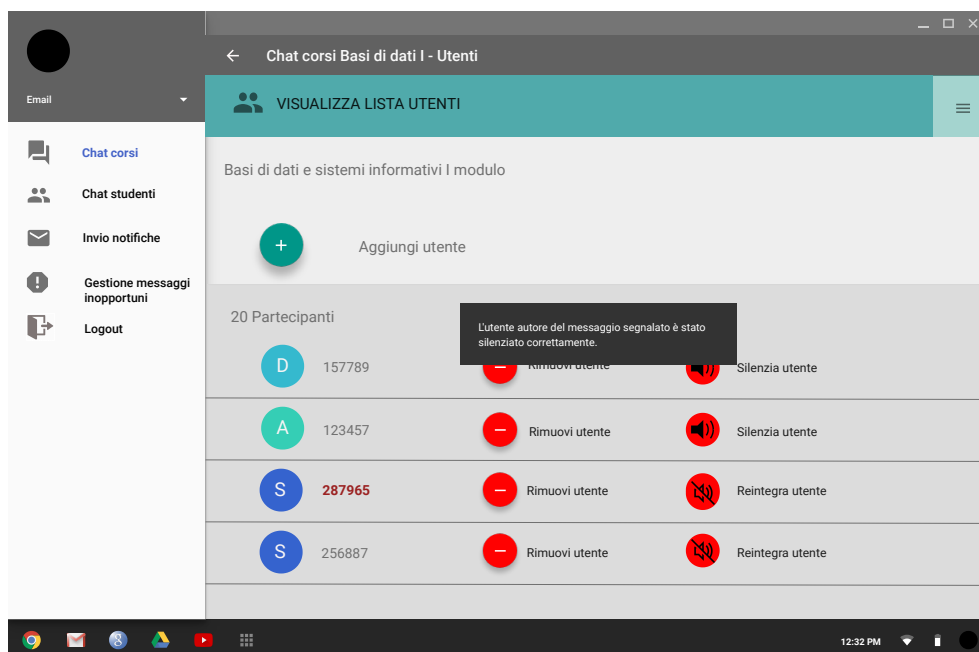 Chat corsi Basi di dati I - Utenti
Email
VISUALIZZA LISTA UTENTI
Chat corsi
Chat studenti
Invio notifiche
Gestione messaggi
inopportuni
Logout
Basi di dati e sistemi informativi I modulo
Aggiungi utente
20 Partecipanti
L'utente autore del messaggio segnalato è stato
silenziato correttamente.
D 157789 Rimuovi utente Silenzia utente
A 123457 Rimuovi utente Silenzia utente
S 287965 Rimuovi utente Reintegra utente
S 256887 Rimuovi utente Reintegra utente
12:32 PM